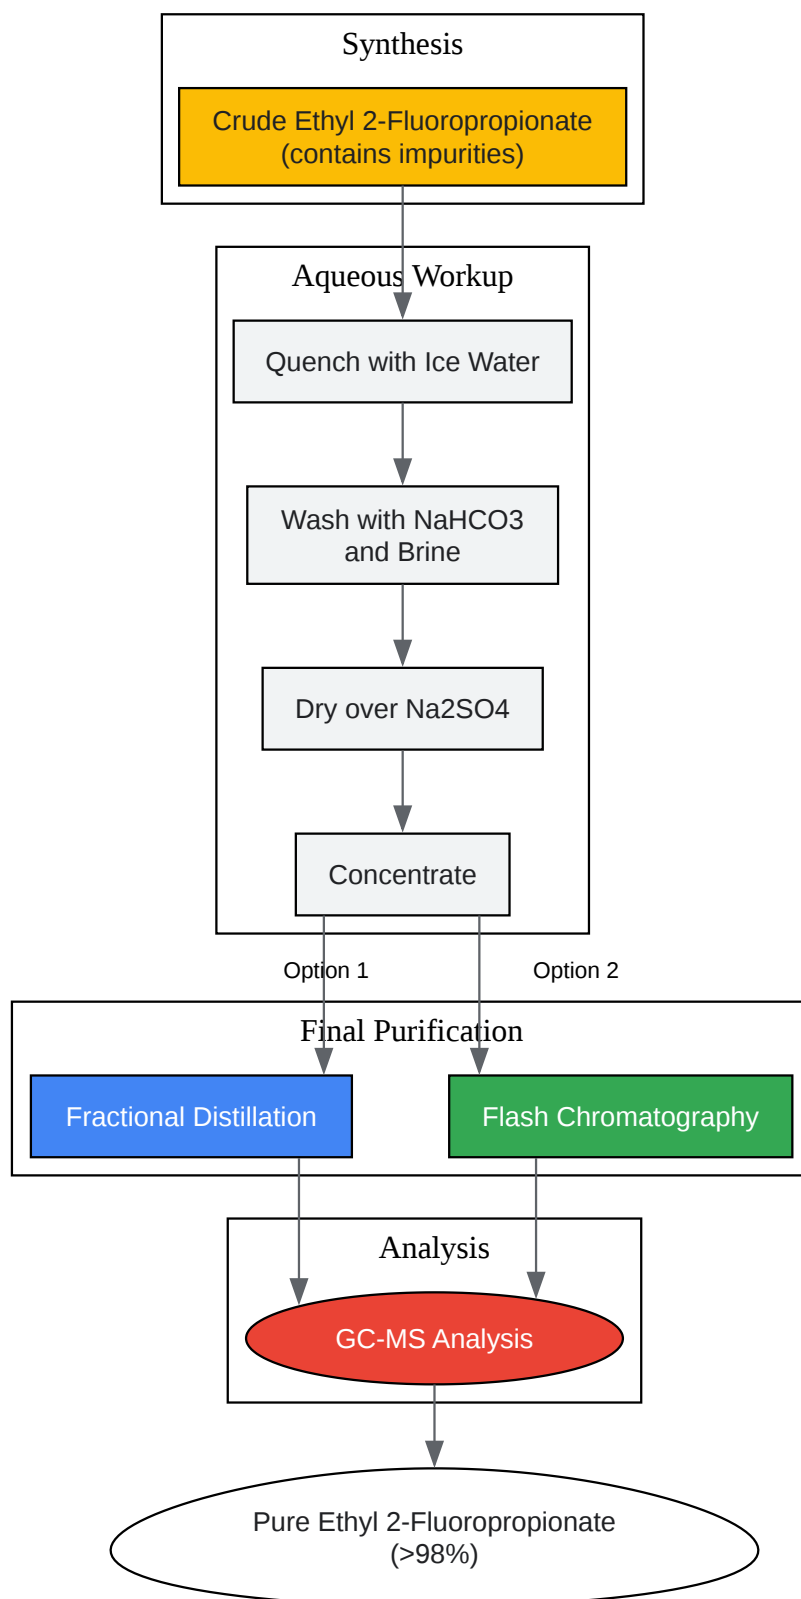 Synthesis
Crude Ethyl 2-Fluoropropionate
(contains impurities)
Aqueous Workup
Quench with Ice Water
Wash with NaHCO3
and Brine
Dry over Na2SO4
Concentrate
Option 1
Option 2
Final Purification
Fractional Distillation
Flash Chromatography
Analysis
GC-MS Analysis
Pure Ethyl 2-Fluoropropionate
(>98%)